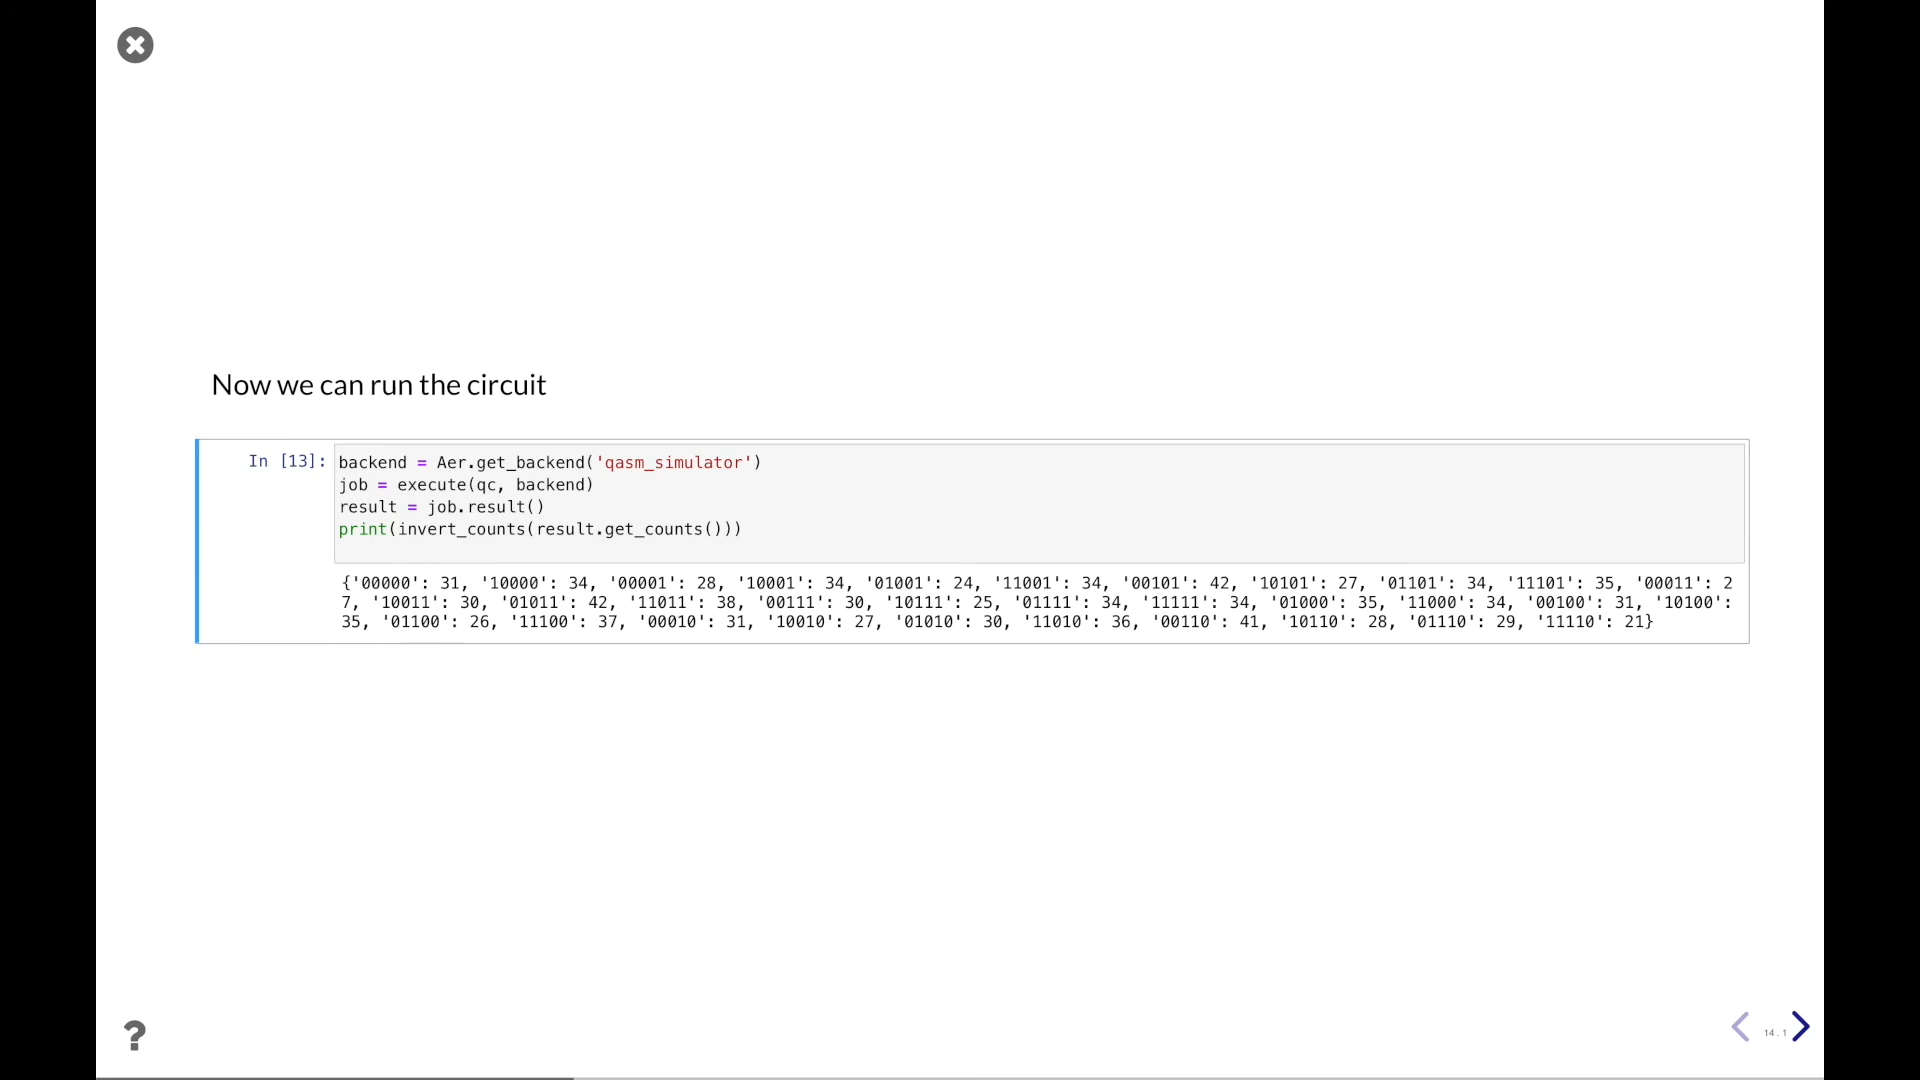 Now we can run the circuit
In [13]: backend = Aer.get_backend('qasm_simulator')
job = execute(qc, backend)
result = job.result()
print(invert_counts(result.get_counts()))
{'00000': 31, '10000': 34, '00001': 28, '10001': 34, '01001': 24, '11001': 34, '00101': 42, '10101': 27, '01101': 34, '11101': 35, '00011': 2
7, '10011': 30, '01011': 42, '11011': 38, '00111': 30, '10111': 25, '01111': 34, '11111': 34, '01000': 35, '11000': 34, '00100': 31, '10100':
35, '01100': 26, '11100': 37, '00010': 31, '10010': 27, '01010': 30, '11010': 36, '00110': 41, '10110': 28, '01110': 29, '11110': 21}
?
14 . 1